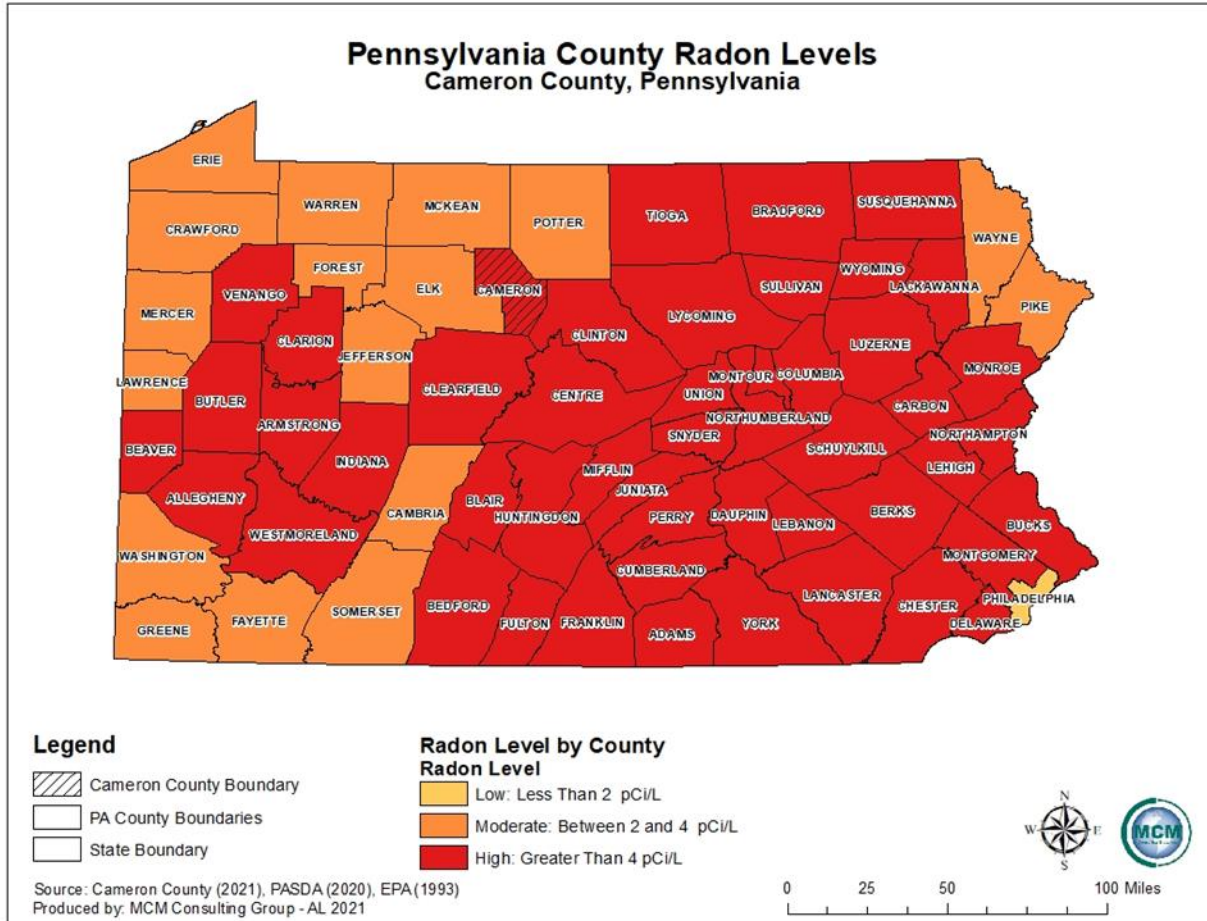 Pennsylvania County Radon Levels
Cameron County, Pennsylvania
ERIE
WARREN
MCKEAN
POTTER
TIOGA
BRADFORD
SUSQUEHANNA
CRAWFORD
WAYNE
FOREST
WYOMING
VENANGO
ELK
CAMERON
SULLIVAN
LACKAWANNA
MERCER
PIKE
LYCOMING
CLINTON
CLARION
LUZERNE
JEFFERSON
MONROE
LAWRENCE
CLEARFIELD
MONTOUR
COLUMBIA
BUTLER
CENTRE
UNION
CARBON
ARMSTRONG
NORTHUMBERLAND
NORTHAMPTON
SNYDER
BEAVER
SCHUYLKILL
INDIANA
LEHIGH
MIFFLIN
ALLEGHENY
JUNIATA
BLAIR
CAMBRIA
HUNTINGDON
PERRY
DAUPHIN
LEBANON
BERKS
BUCKS
WESTMORELAND
WASHINGTON
MONTGOMERY
CUMBERLAND
LANCASTER
PHILADELPHIA
BEDFORD
CHESTER
SOMERSET
FAYETTE
FULTON
FRANKLIN
YORK
DELAWARE
GREENE
ADAMS
Legend
Cameron County Boundary
PA County Boundaries
State Boundary
Radon Level by County
Radon Level
Low: Less Than 2 pCi/L
Moderate: Between 2 and 4 pCi/L
High: Greater Than 4 pCi/L
N
W
E
S
MCM
Source: Cameron County (2021), PASDA (2020), EPA (1993)
Produced by: MCM Consulting Group - AL 2021
0 25 50 100 Miles